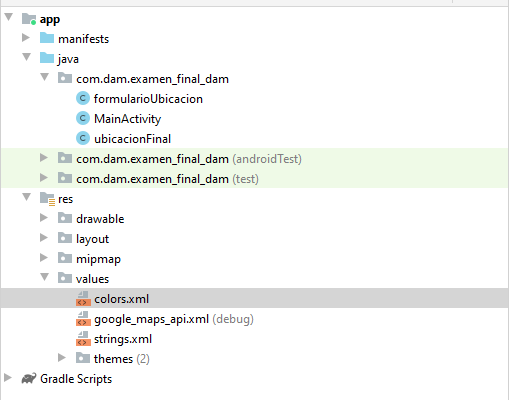 app
manifests
java
com.dam.examen_final_dam
formularioUbicacion
MainActivity
ubicacionFinal
com.dam.examen_final_dam (androidTest)
com.dam.examen_final_dam (test)
res
drawable
layout
mipmap
values
colors.xml
google_maps_api.xml (debug)
strings.xml
themes (2)
Gradle Scripts